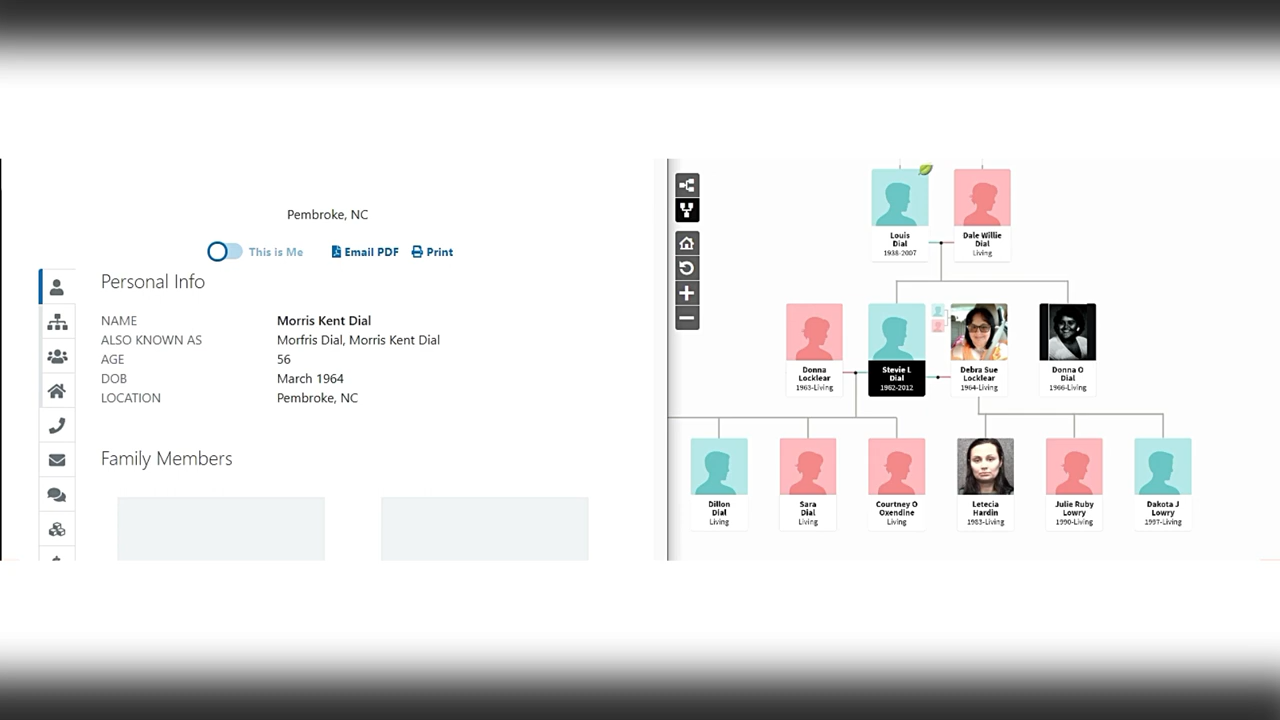 Pembroke, NC
This is Me Email PDF Print
Personal Info
NAME Morris Kent Dial
ALSO KNOWN AS Morfris Dial, Morris Kent Dial
AGE 56
DOB March 1964
LOCATION Pembroke, NC
Family Members
Louis
Dial
1938-2007
Dale Willie
Dial
Living
Donna
Locklear
1963-Living
Stevie L
Dial
1962-2012
Debra Sue
Locklear
1964-Living
Donna O
Dial
1966-Living
Dillon
Dial
Living
Sara
Dial
Living
Courtney O
Oxendine
Living
Letecia
Hardin
1983-Living
Julie Ruby
Lowry
1990-Living
Dakota J
Lowry
1997-Living